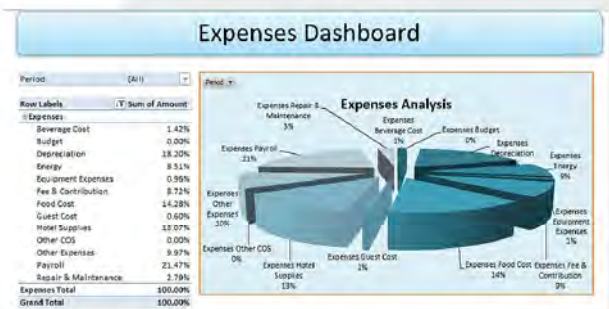 Expenses Dashboard
Period (All)
Row Labels Sum of Amount
Expenses
Beverage Cost 1.42%
Budget 0.00%
Depreciation 18.20%
Energy 8.51%
Equipment Expenses 0.96%
Fee & Contribution 8.72%
Food Cost 14.28%
Guest Cost 0.60%
Hotel Supplies 13.07%
Other COS 0.00%
Other Expenses 9.97%
Payroll 21.47%
Repair & Maintenance 2.79%
Expenses Total 100.00%
Grand Total 100.00%
Period
Expenses Analysis
Expenses Repair &
Maintenance
3%
Expenses
Beverage Cost
1%
Expenses Budget
0%
Expenses
Depreciation
Expenses
Energy
9%
Expenses
Equipment
Expenses
1%
Expenses Fee &
Contribution
9%
Expenses Food Cost
14%
Expenses Guest Cost
1%
Expenses Hotel
Supplies
13%
Expenses Other COS
0%
Expenses
Other
Expenses
10%
Expenses Payroll
21%